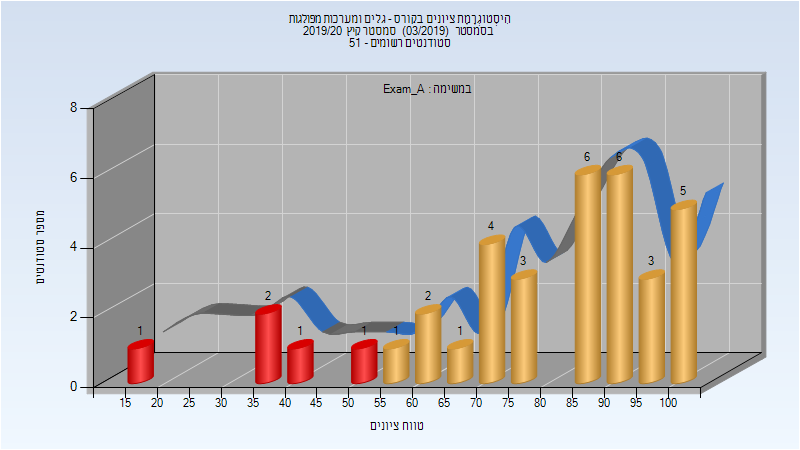 הִיסְטוֹגְרָמַת ציונים בקורס - גלים ומערכות מפולגות
בסמסטר (03/2019) סמסטר קיץ 2019/20
סטודנטים רשומים - 51
במשימה : Exam_A
מספר סטודנטים
8
6
4
2
0
1
2
1
1
1
2
1
4
3
6
6
3
5
15 20 25 30 35 40 45 50 55 60 65 70 75 80 85 90 95 100
טווח ציונים